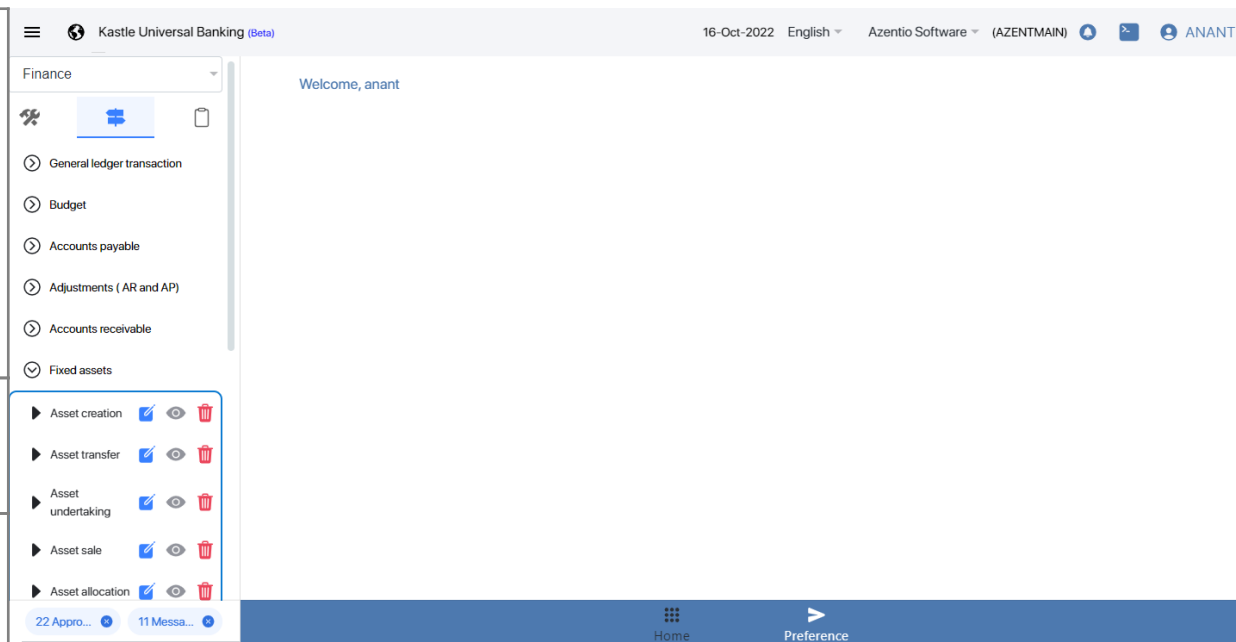 Kastle Universal Banking (Beta)
16-Oct-2022 English Azentio Software (AZENTMAIN) ANANT
Finance
Welcome, anant
General ledger transaction
Budget
Accounts payable
Adjustments ( AR and AP)
Accounts receivable
Fixed assets
Asset creation
Asset transfer
Asset
undertaking
Asset sale
Asset allocation
22 Appro... 11 Messa...
Home Preference